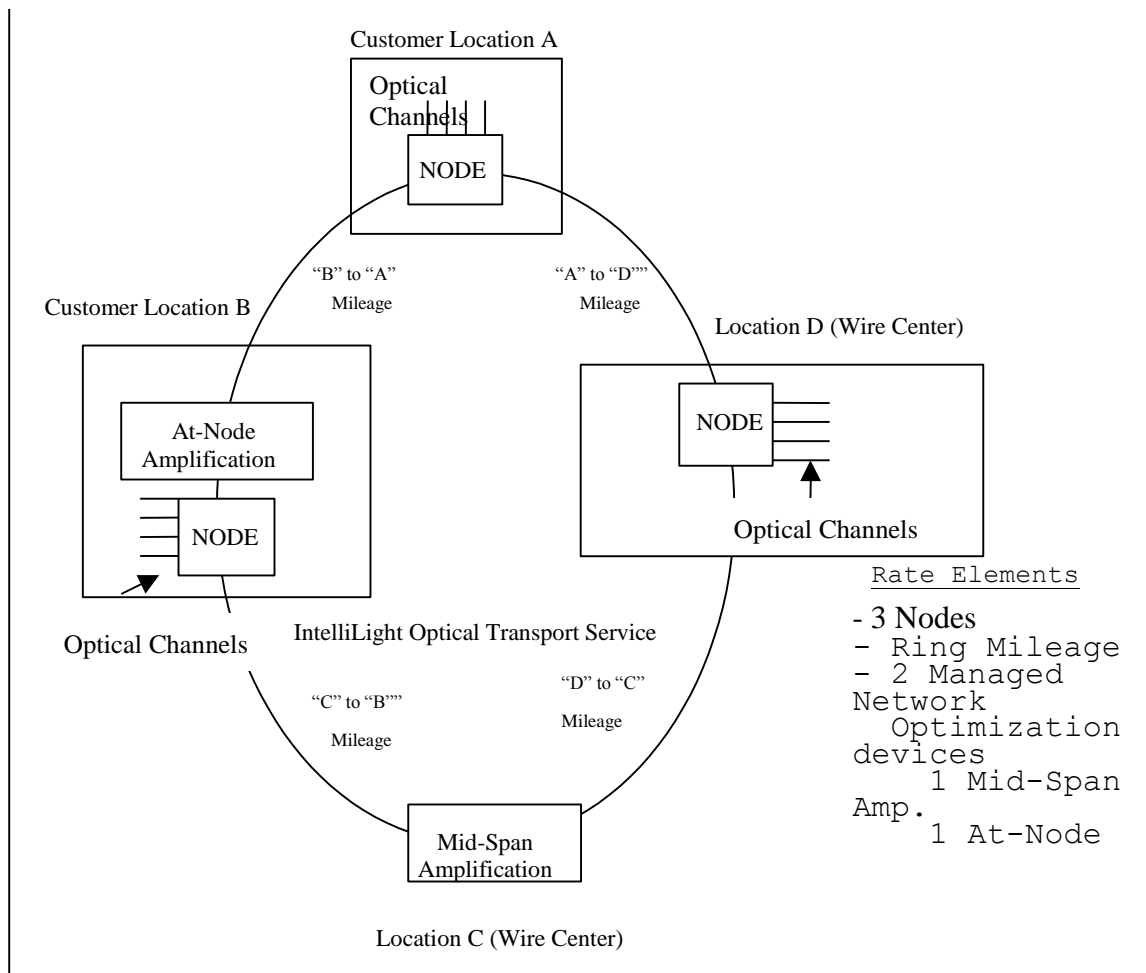 Customer Location A
Optical
Channels
NODE
“B” to “A”
Mileage
“A” to “D””
Mileage
Customer Location B
Location D (Wire Center)
At-Node
Amplification
NODE
NODE
Optical Channels
Optical Channels
IntelliLight Optical Transport Service
“C” to “B””
Mileage
“D” to “C”
Mileage
Mid-Span
Amplification
Location C (Wire Center)
Rate Elements
- 3 Nodes
- Ring Mileage
- 2 Managed
Network
Optimization
devices
1 Mid-Span
Amp.
1 At-Node